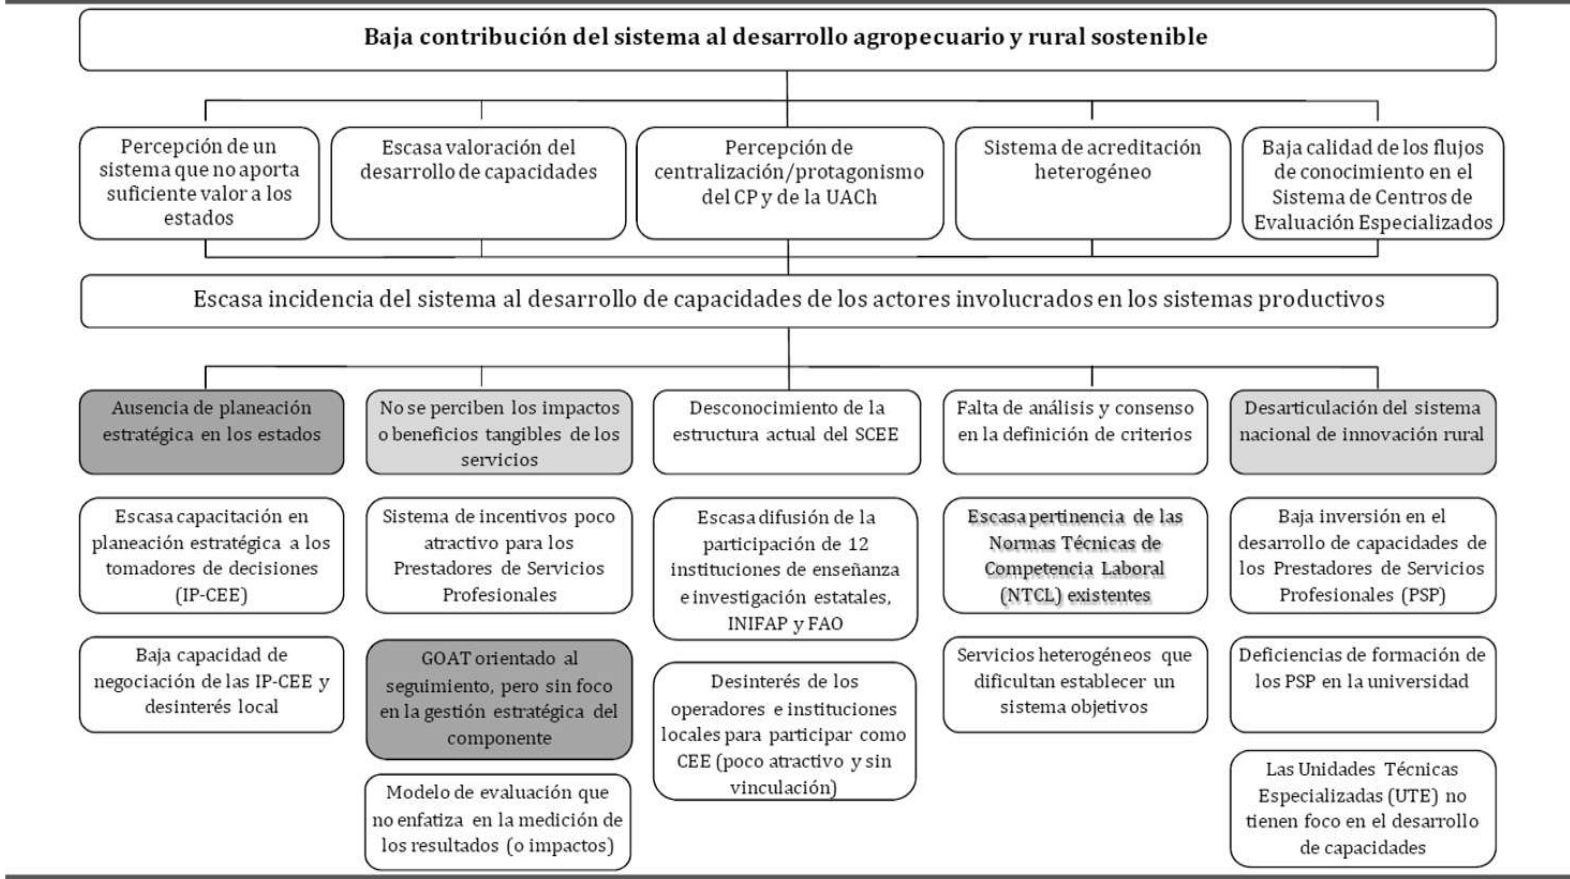 Baja contribución del sistema al desarrollo agropecuario y rural sostenible
Percepción de un
sistema que no aporta
suficiente valor a los
estados
Escasa valoración del
desarrollo de capacidades
Percepción de
centralización/protagonismo
del CP y de la UACh
Sistema de acreditación
heterogéneo
Baja calidad de los flujos
de conocimiento en el
Sistema de Centros de
Evaluación Especializados
Escasa incidencia del sistema al desarrollo de capacidades de los actores involucrados en los sistemas productivos
Ausencia de planeación
estratégica en los estados
No se perciben los impactos
o beneficios tangibles de los
servicios
Desconocimiento de la
estructura actual del SCEE
Falta de análisis y consenso
en la definición de criterios
Desarticulación del sistema
nacional de innovación rural
Escasa capacitación en
planeación estratégica a los
tomadores de decisiones
(IP-CEE)
Sistema de incentivos poco
atractivo para los
Prestadores de Servicios
Profesionales
Escasa difusión de la
participación de 12
instituciones de enseñanza
e investigación estatales,
INIFAP y FAO
Escasa pertinencia de las
Normas Técnicas de
Competencia Laboral
(NTCL) existentes
Baja inversión en el
desarrollo de capacidades de
los Prestadores de Servicios
Profesionales (PSP)
Baja capacidad de
negociación de las IP-CEE y
desinterés local
GOAT orientado al
seguimiento, pero sin foco
en la gestión estratégica del
componente
Desinterés de los
operadores e instituciones
locales para participar como
CEE (poco atractivo y sin
vinculación)
Servicios heterogéneos que
dificultan establecer un
sistema objetivos
Deficiencias de formación de
los PSP en la universidad
Modelo de evaluación que
no enfatiza en la medición de
los resultados (o impactos)
Las Unidades Técnicas
Especializadas (UTE) no
tienen foco en el desarrollo
de capacidades